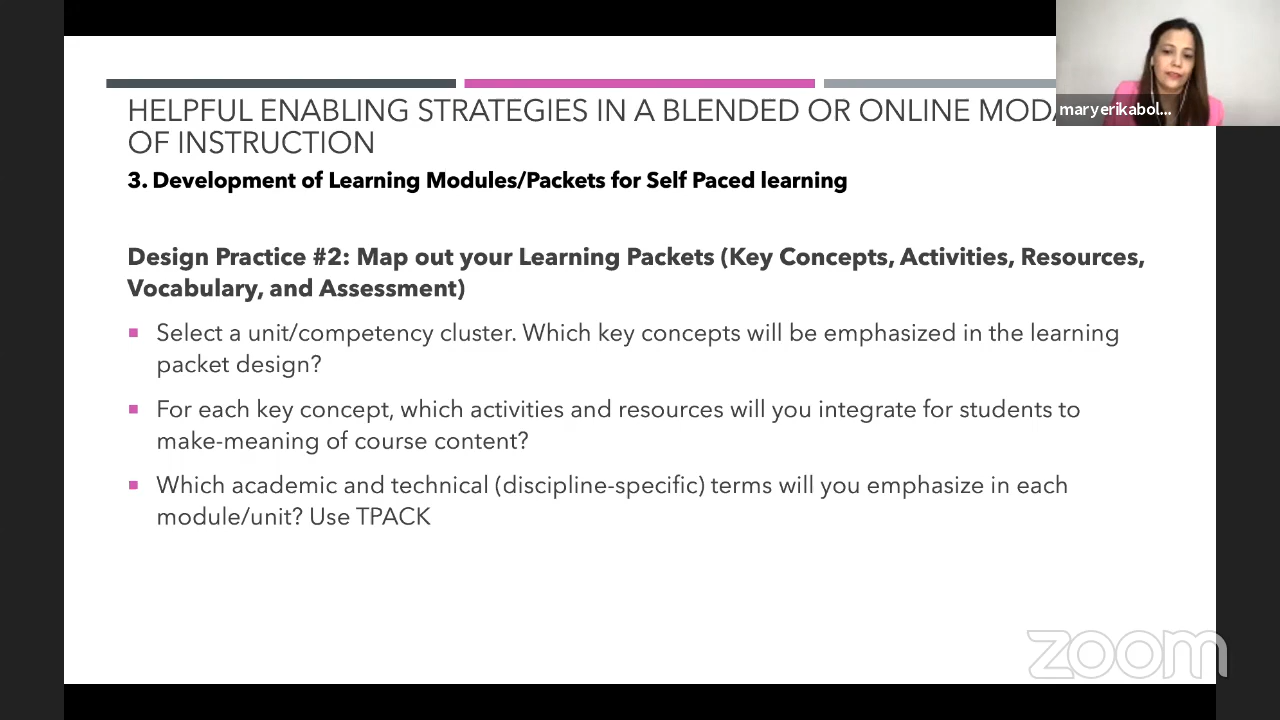 HELPFUL ENABLING STRATEGIES IN A BLENDED OR ONLINE MODA
OF INSTRUCTION
3. Development of Learning Modules/Packets for Self Paced learning
Design Practice #2: Map out your Learning Packets (Key Concepts, Activities, Resources,
Vocabulary, and Assessment)
Select a unit/competency cluster. Which key concepts will be emphasized in the learning
packet design?
For each key concept, which activities and resources will you integrate for students to
make-meaning of course content?
Which academic and technical (discipline-specific) terms will you emphasize in each
module/unit? Use TPACK
maryerikabol...
zoom